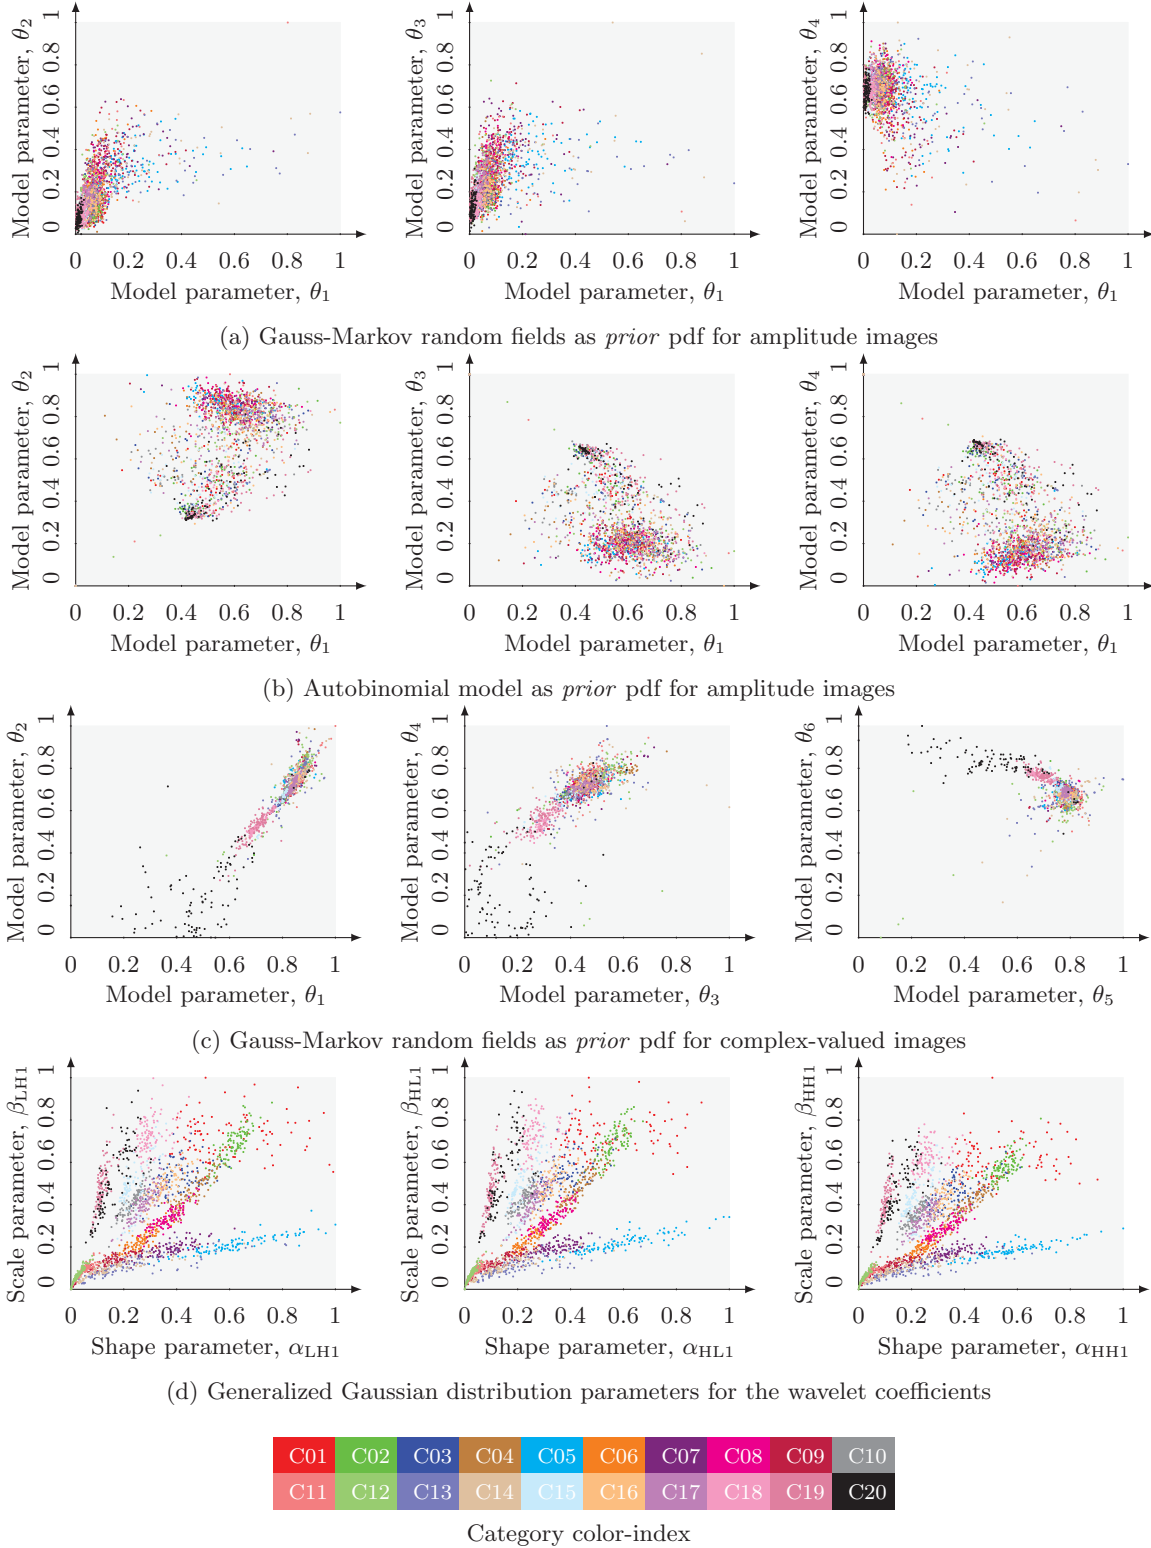 Model parameter, θ2
0 0.2 0.4 0.6 0.8 1
0 0.2 0.4 0.6 0.8 1
Model parameter, θ1
Model parameter, θ3
0 0.2 0.4 0.6 0.8 1
0 0.2 0.4 0.6 0.8 1
Model parameter, θ1
Model parameter, θ4
0 0.2 0.4 0.6 0.8 1
0 0.2 0.4 0.6 0.8 1
Model parameter, θ1
(a) Gauss-Markov random fields as prior pdf for amplitude images
Model parameter, θ2
0 0.2 0.4 0.6 0.8 1
0 0.2 0.4 0.6 0.8 1
Model parameter, θ1
Model parameter, θ3
0 0.2 0.4 0.6 0.8 1
0 0.2 0.4 0.6 0.8 1
Model parameter, θ1
Model parameter, θ4
0 0.2 0.4 0.6 0.8 1
0 0.2 0.4 0.6 0.8 1
Model parameter, θ1
(b) Autobinomial model as prior pdf for amplitude images
Model parameter, θ2
0 0.2 0.4 0.6 0.8 1
0 0.2 0.4 0.6 0.8 1
Model parameter, θ1
Model parameter, θ4
0 0.2 0.4 0.6 0.8 1
0 0.2 0.4 0.6 0.8 1
Model parameter, θ3
Model parameter, θ6
0 0.2 0.4 0.6 0.8 1
0 0.2 0.4 0.6 0.8 1
Model parameter, θ5
(c) Gauss-Markov random fields as prior pdf for complex-valued images
Scale parameter, βLH1
0 0.2 0.4 0.6 0.8 1
0 0.2 0.4 0.6 0.8 1
Shape parameter, αLH1
Scale parameter, βHL1
0 0.2 0.4 0.6 0.8 1
0 0.2 0.4 0.6 0.8 1
Shape parameter, αHL1
Scale parameter, βHH1
0 0.2 0.4 0.6 0.8 1
0 0.2 0.4 0.6 0.8 1
Shape parameter, αHH1
(d) Generalized Gaussian distribution parameters for the wavelet coefficients
C01 C02 C03 C04 C05 C06 C07 C08 C09 C10
C11 C12 C13 C14 C15 C16 C17 C18 C19 C20
Category color-index